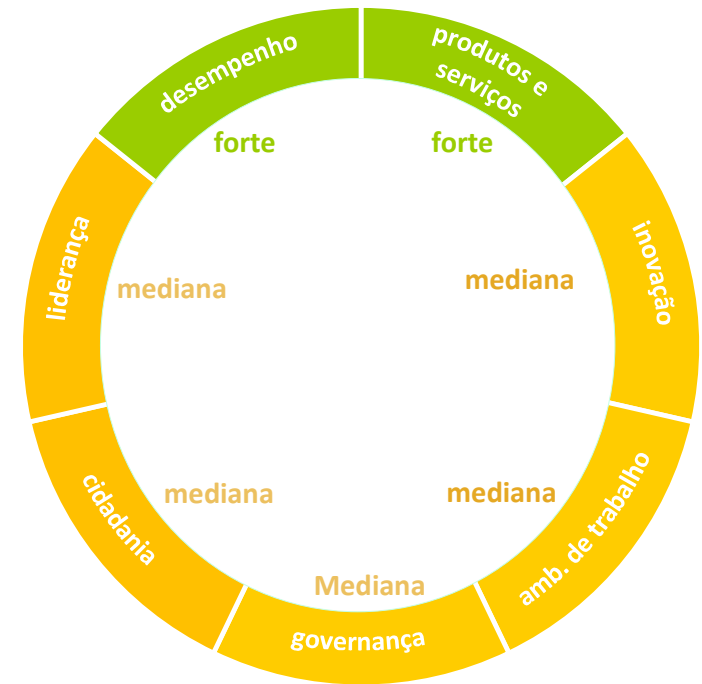 desempenho
produtos e
serviços
forte
forte
liderança
inovação
mediana
mediana
cidadania
mediana
mediana
amb. de trabalho
Mediana
governança